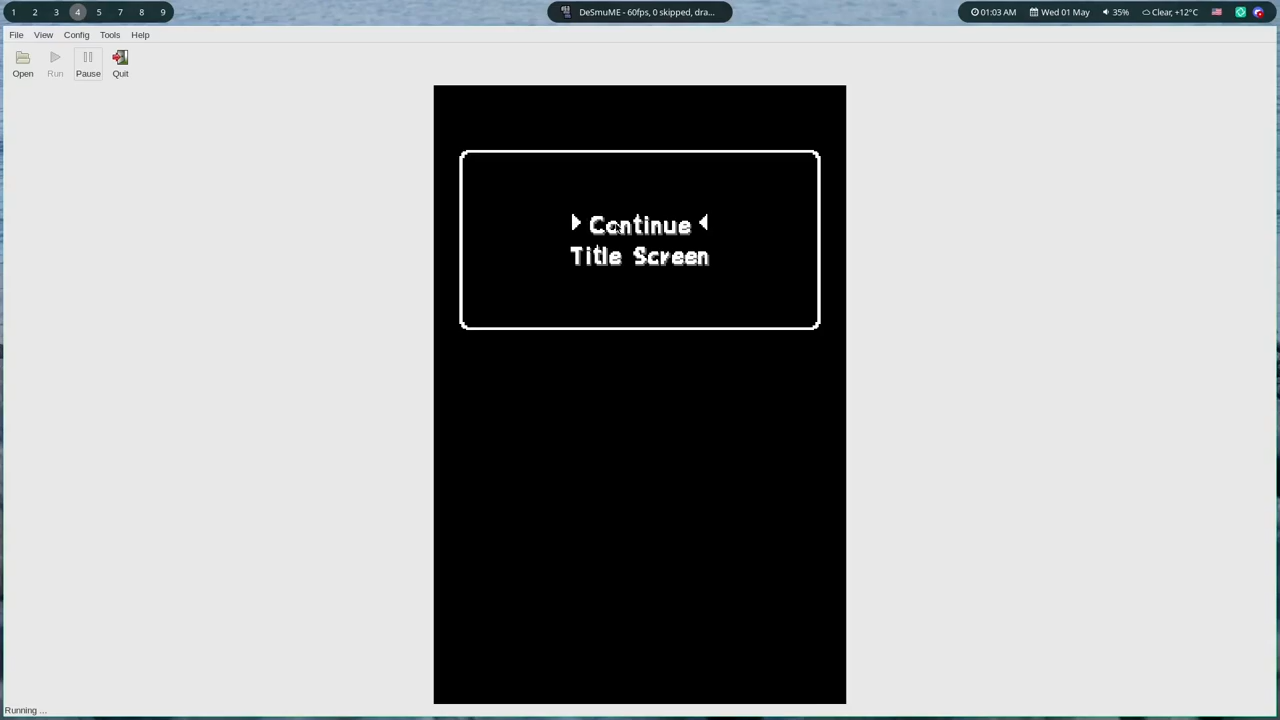 1 2 3 4 5 7 8 9
DeSmuME - 60fps, 0 skipped, dra...
01:03 AM
Wed 01 May
35%
Clear, +12°C
File View Config Tools Help
Open Run Pause Quit
Continue
Title Screen
Running ...